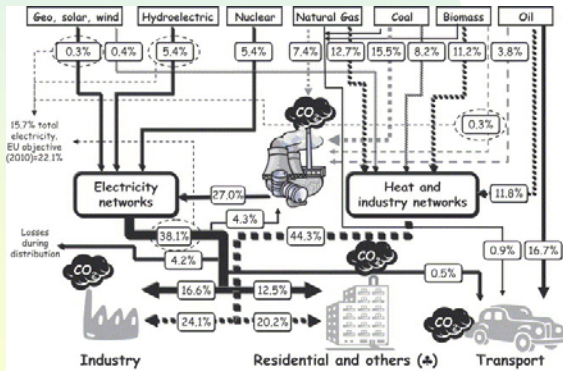 Geo, solar, wind
Hydroelectric
Nuclear
Natural Gas
Coal
Biomass
Oil
0.3%
0.4%
5.4%
5.4%
7.4%
12.7%
15.5%
8.2%
11.2%
3.8%
CO₂
0.3%
15.7% total
electricity,
EU objective
(2010)=22.1%
Electricity
networks
27.0%
Heat and
industry networks
11.8%
4.3%
Losses
during
distribution
38.1%
44.3%
4.2%
CO₂
CO₂
0.5%
0.9%
16.7%
16.6%
12.5%
CO₂
24.1%
20.2%
Industry
Residential and others (♣)
Transport